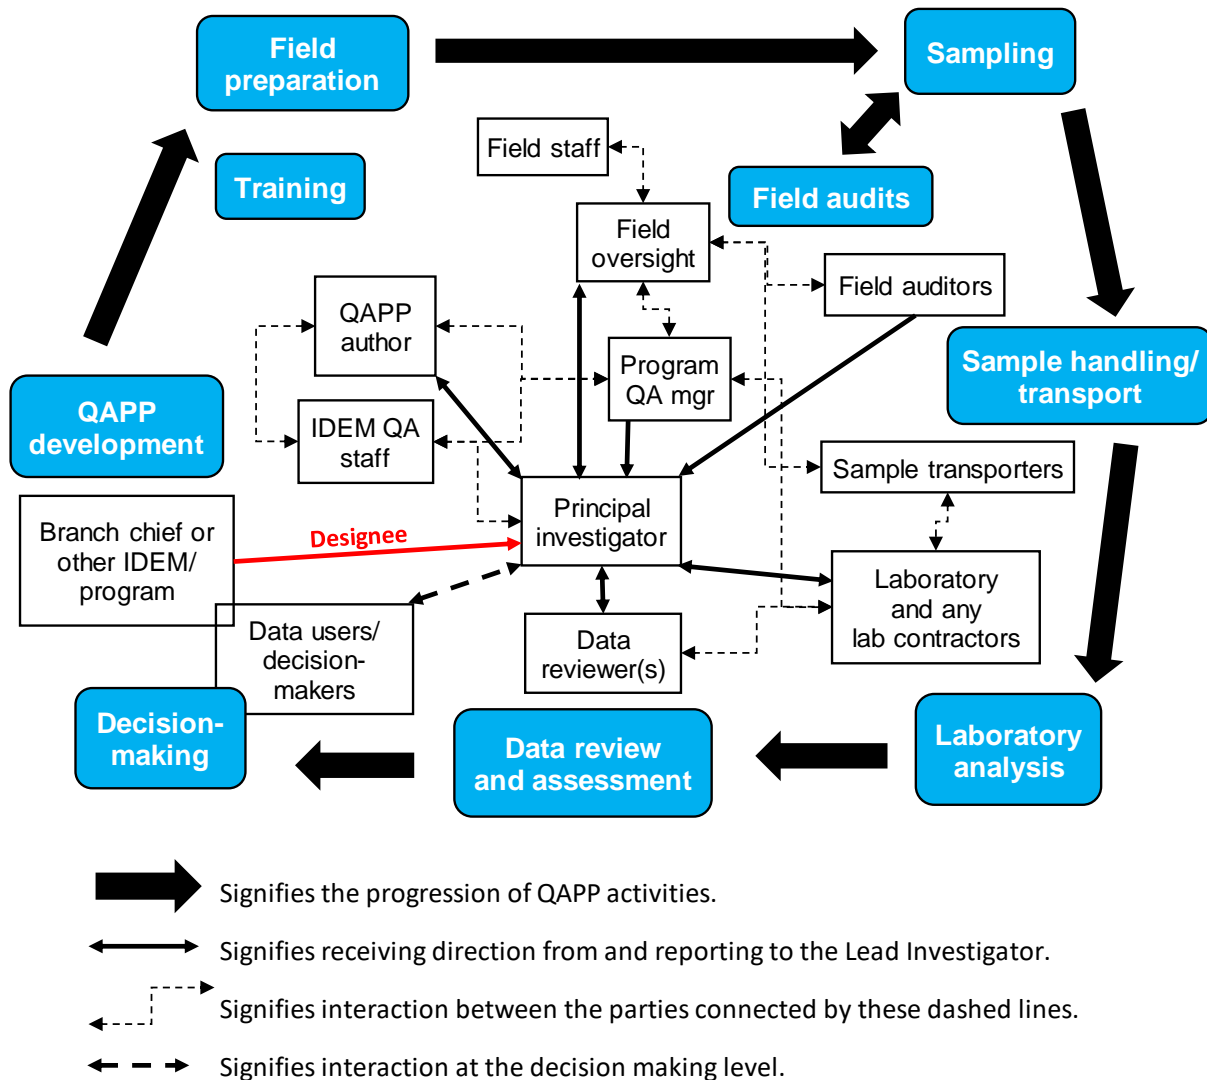 Field
preparation
Sampling
Training
Field staff
Field audits
Field
oversight
Field auditors
QAPP
author
Program
QA mgr
Sample handling/
transport
QAPP
development
IDEM QA
staff
Sample transporters
Branch chief or
other IDEM/
program
Designee
Principal
investigator
Laboratory
and any
lab contractors
Data users/
decision-
makers
Data
reviewer(s)
Decision-
making
Data review
and assessment
Laboratory
analysis
Signifies the progression of QAPP activities.
Signifies receiving direction from and reporting to the Lead Investigator.
Signifies interaction between the parties connected by these dashed lines.
Signifies interaction at the decision making level.